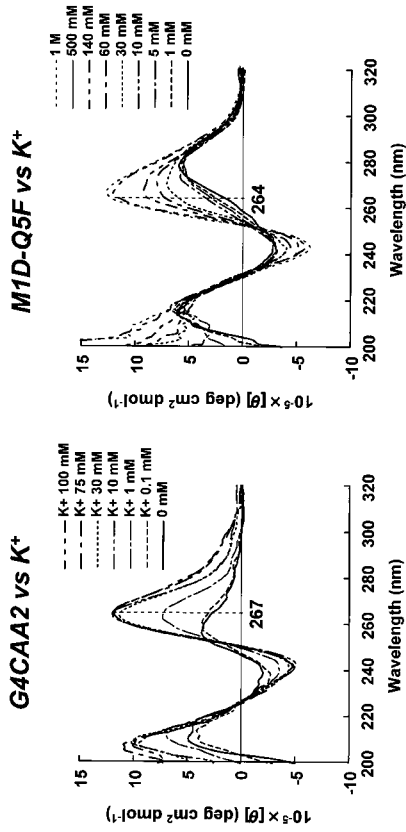 G4CAA2 vs K⁺
K+ 100 mM
K+ 75 mM
K+ 30 mM
K+ 10 mM
K+ 1 mM
K+ 0.1 mM
0 mM
10⁻⁵ × [θ] (deg cm² dmol⁻¹)
15
10
5
0
-5
-10
267
200 220 240 260 280 300 320
Wavelength (nm)
M1D-Q5F vs K⁺
1 M
500 mM
140 mM
60 mM
30 mM
10 mM
5 mM
1 mM
0 mM
10⁻⁵ × [θ] (deg cm² dmol⁻¹)
15
10
5
0
-5
-10
264
200 220 240 260 280 300 320
Wavelength (nm)